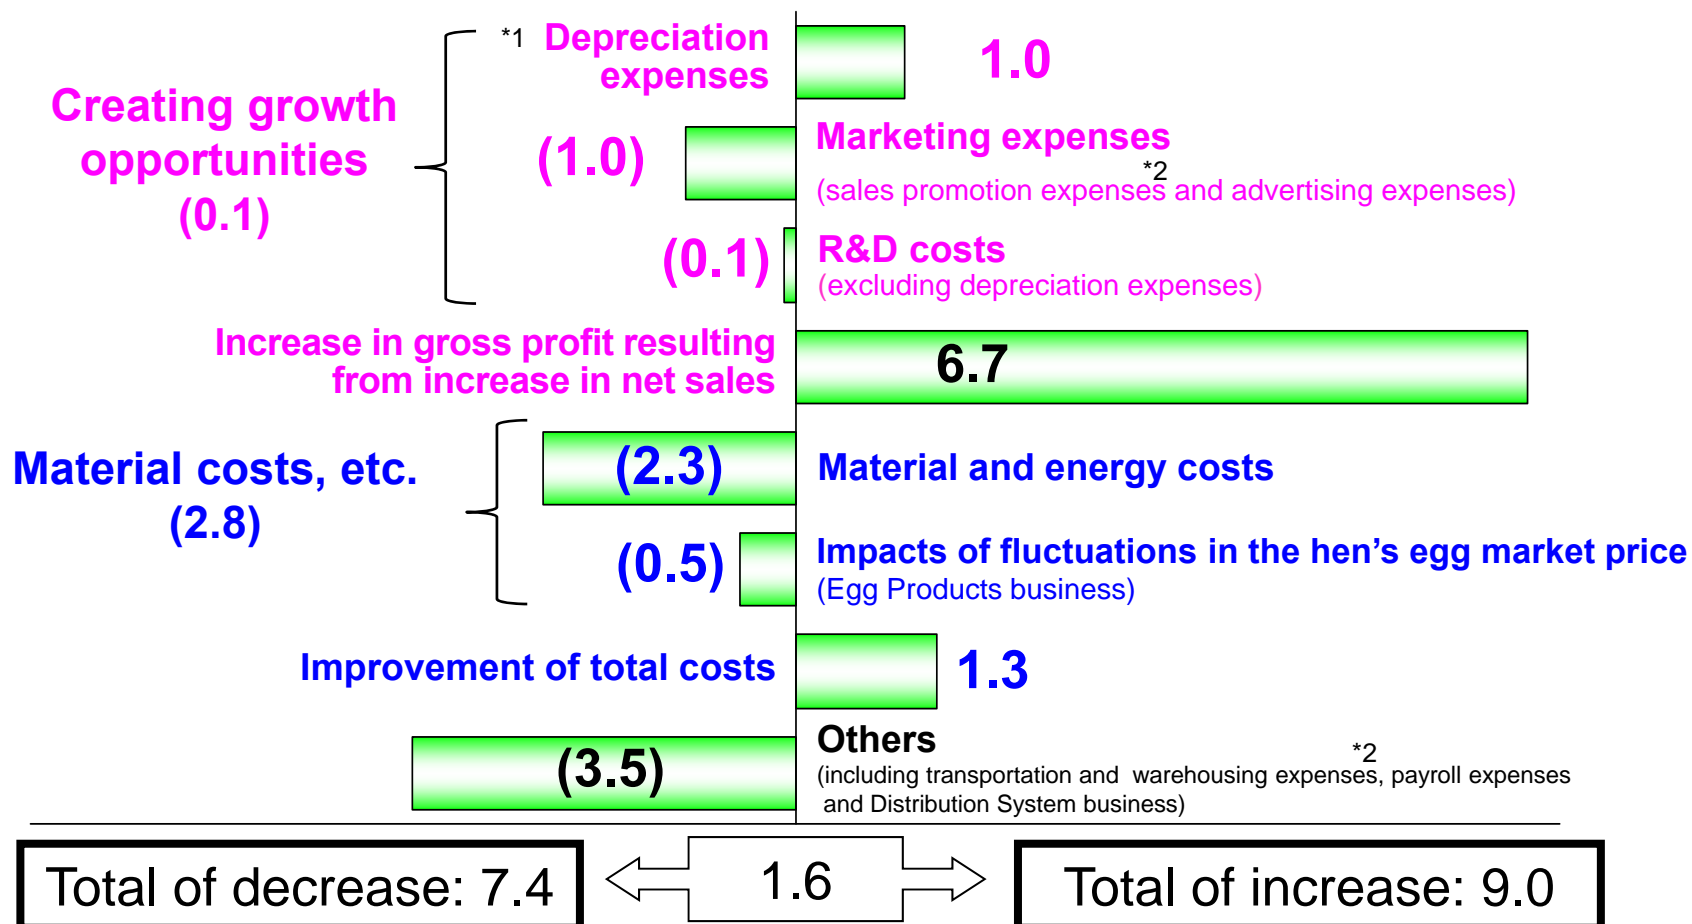 *1 Depreciation
expenses
1.0
Creating growth
opportunities
(0.1)
(1.0)
Marketing expenses
*2
(sales promotion expenses and advertising expenses)
(0.1)
R&D costs
(excluding depreciation expenses)
Increase in gross profit resulting
from increase in net sales
6.7
Material costs, etc.
(2.8)
(2.3)
Material and energy costs
(0.5)
Impacts of fluctuations in the hen’s egg market price
(Egg Products business)
Improvement of total costs
1.3
(3.5)
Others
*2
(including transportation and warehousing expenses, payroll expenses
and Distribution System business)
Total of decrease: 7.4
1.6
Total of increase: 9.0